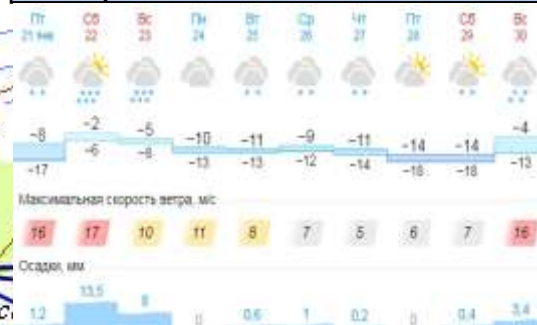 Пт Сб Вс Пн Вт Ср Чт Пт Сб Вс
21 янв 22 23 24 25 26 27 28 29 30
-8 -2 -5 -10 -11 -9 -11 -14 -14 -4
-17 -6 -8 -13 -13 -12 -14 -18 -18 -13
Максимальная скорость ветра, м/с
16 17 10 11 8 7 5 6 7 16
Осадки, мм
1,2 13,5 8 0 0,6 1 0,2 0 0,4 3,4